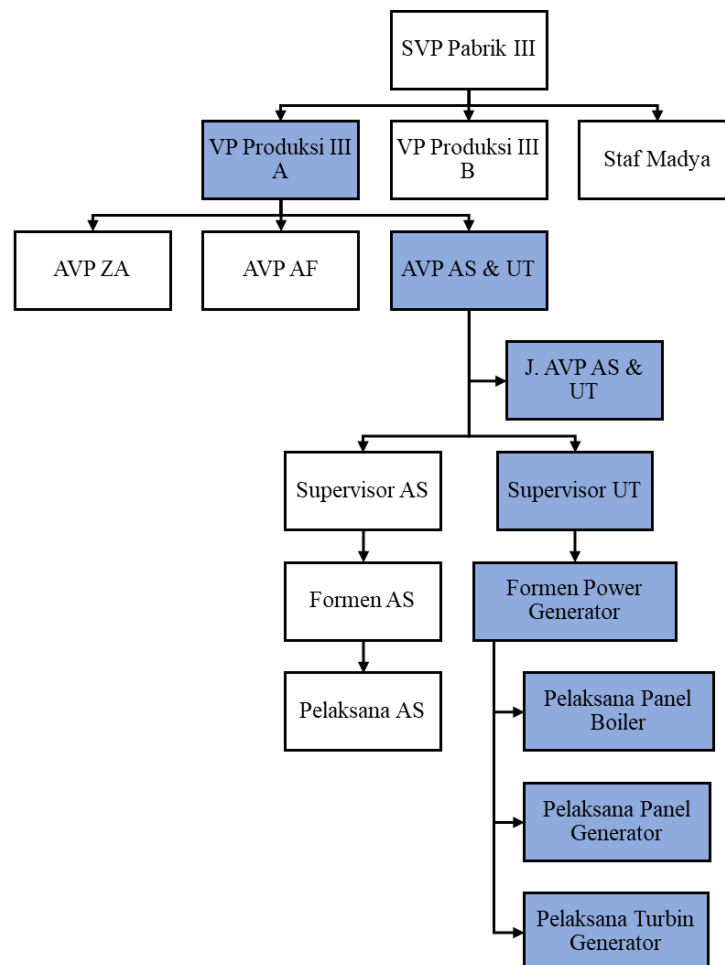 SVP Pabrik III
VP Produksi III
A
VP Produksi III
B
Staf Madya
AVP ZA
AVP AF
AVP AS & UT
J. AVP AS &
UT
Supervisor AS
Supervisor UT
Formen AS
Formen Power
Generator
Pelaksana AS
Pelaksana Panel
Boiler
Pelaksana Panel
Generator
Pelaksana Turbin
Generator